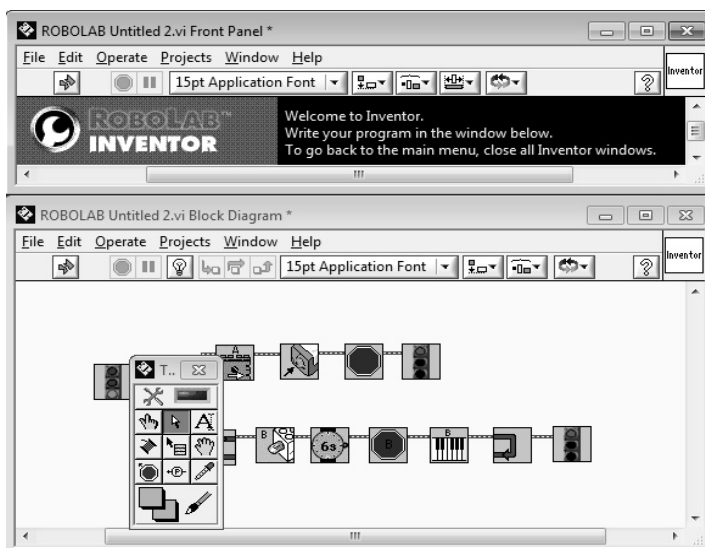 ROBOLAB Untitled 2.vi Front Panel *
File Edit Operate Projects Window Help
15pt Application Font
Inventor
ROBOLAB™
INVENTOR
Welcome to Inventor.
Write your program in the window below.
To go back to the main menu, close all Inventor windows.
ROBOLAB Untitled 2.vi Block Diagram *
File Edit Operate Projects Window Help
15pt Application Font
Inventor
A
T..
A
P
B
6s
B
B